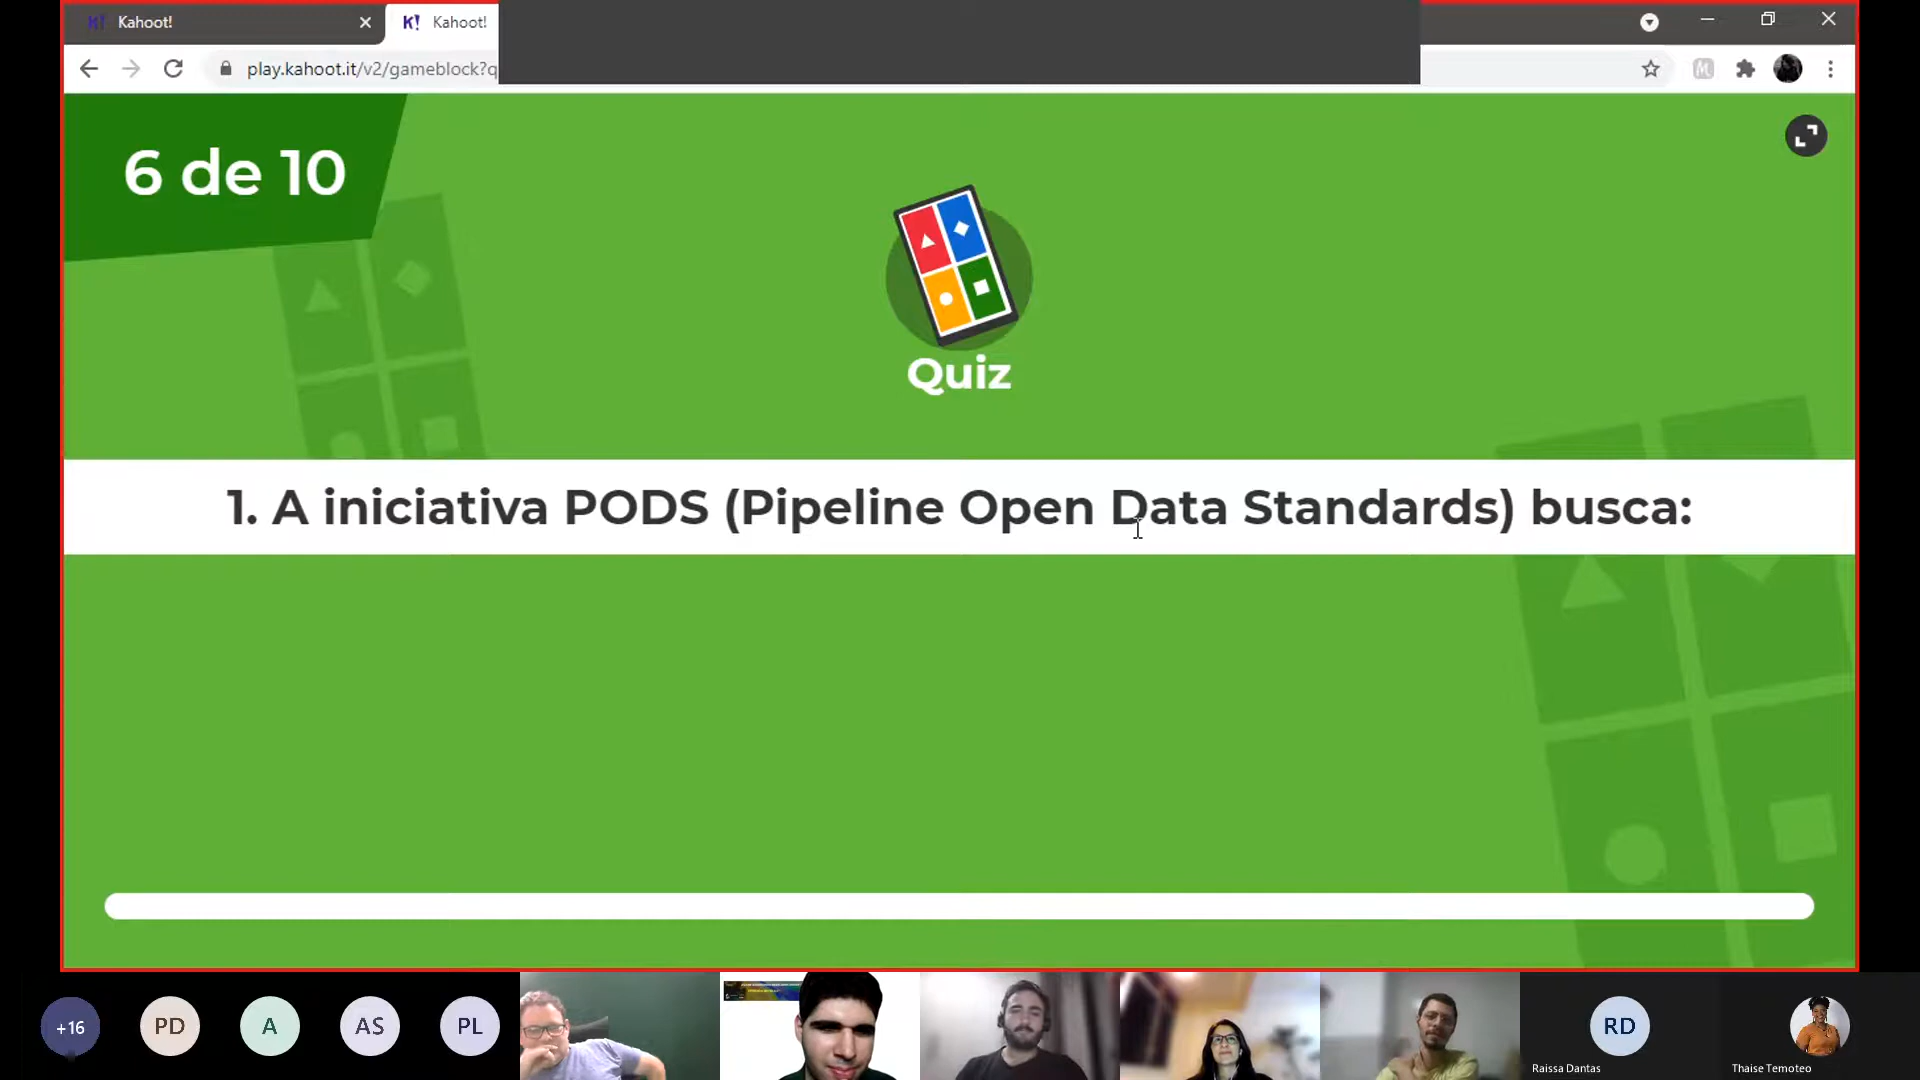 Kahoot!
K! Kahoot!
play.kahoot.it/v2/gameblock?q
6 de 10
Quiz
1. A iniciativa PODS (Pipeline Open Data Standards) busca:
+16
PD
A
AS
PL
RD
Raissa Dantas
Thaise Temoteo